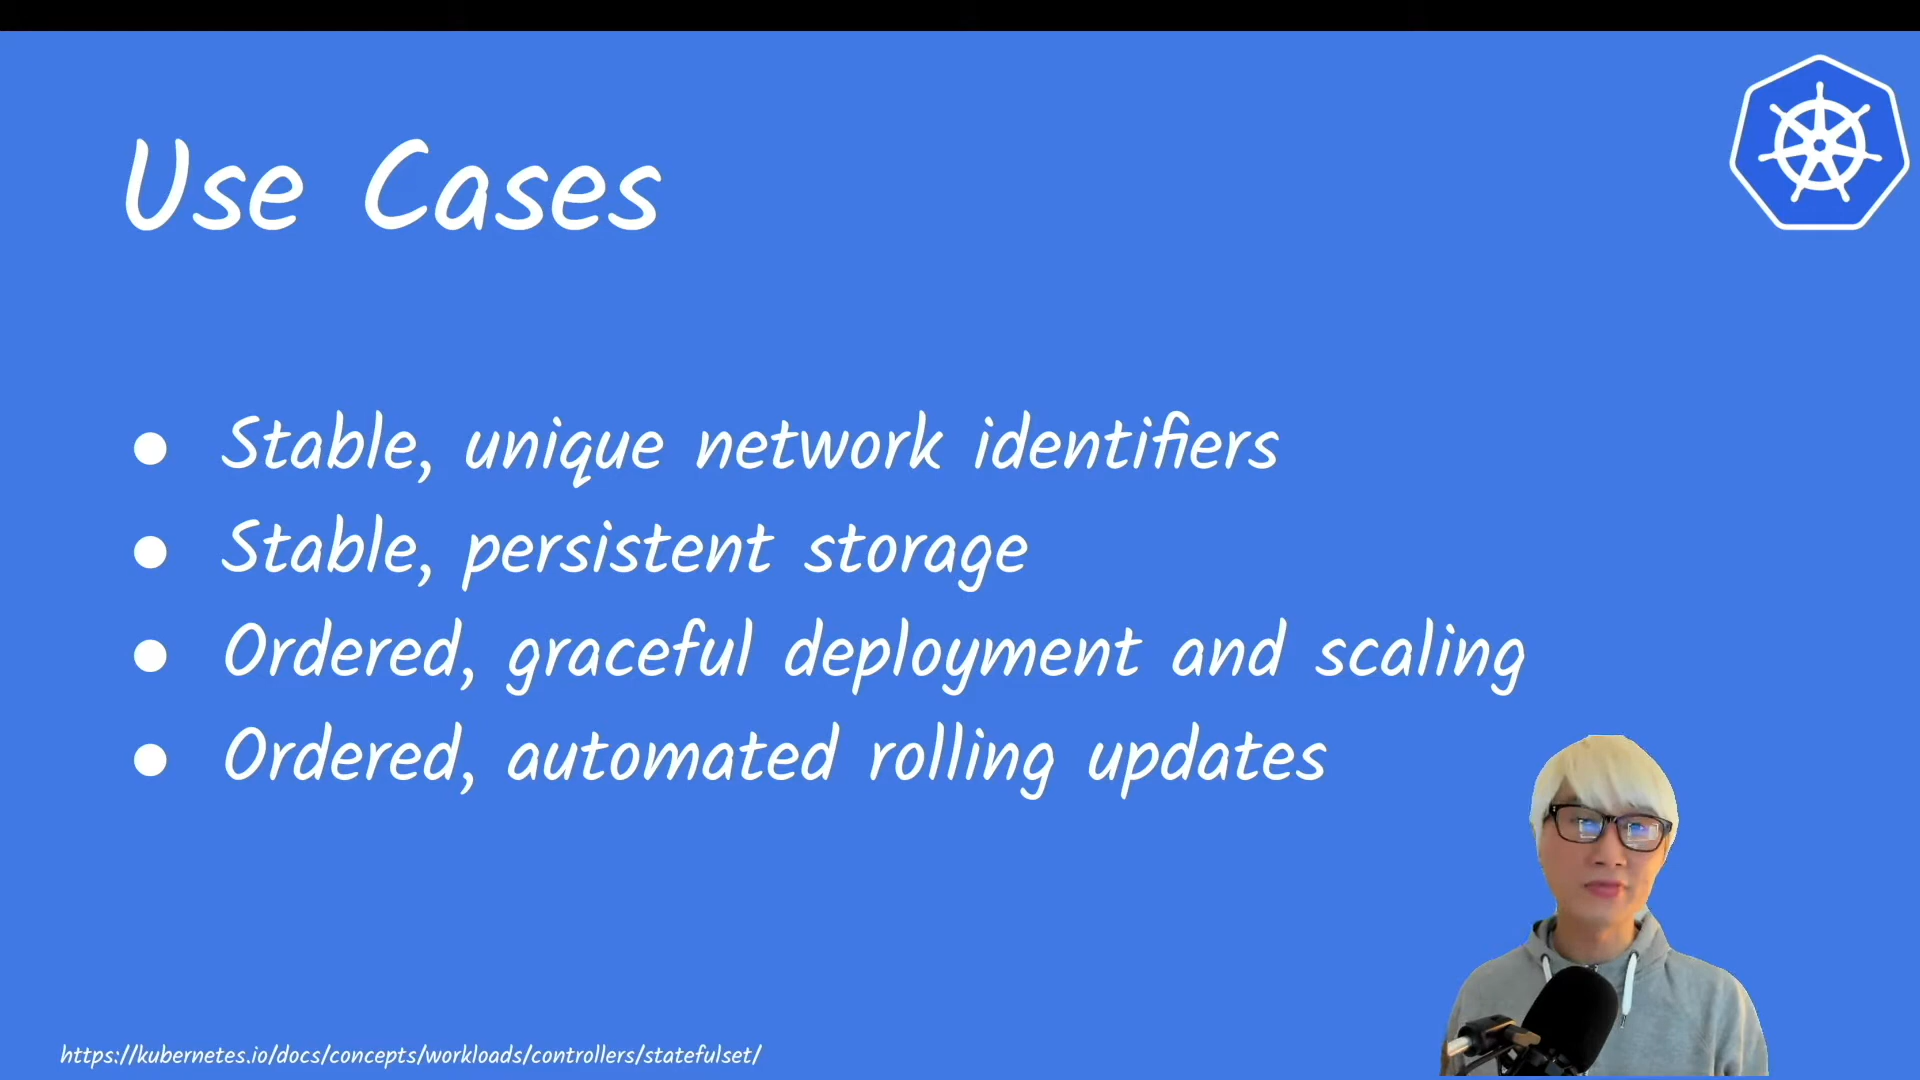 Use Cases
● Stable, unique network identifiers
● Stable, persistent storage
● Ordered, graceful deployment and scaling
● Ordered, automated rolling updates
https://kubernetes.io/docs/concepts/workloads/controllers/statefulset/